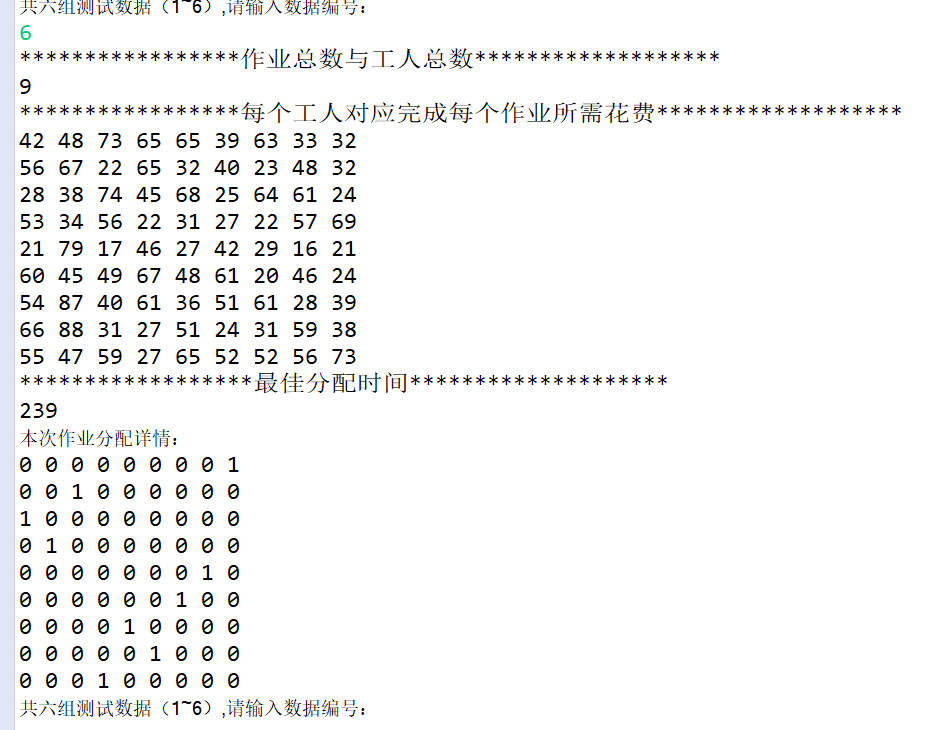 共六组测试数据（1~6）,请输入数据编号：
6
*****************作业总数与工人总数*******************
9
*****************每个工人对应完成每个作业所需花费*******************
42 48 73 65 65 39 63 33 32
56 67 22 65 32 40 23 48 32
28 38 74 45 68 25 64 61 24
53 34 56 22 31 27 22 57 69
21 79 17 46 27 42 29 16 21
60 45 49 67 48 61 20 46 24
54 87 40 61 36 51 61 28 39
66 88 31 27 51 24 31 59 38
55 47 59 27 65 52 52 56 73
******************最佳分配时间********************
239
本次作业分配详情：
0 0 0 0 0 0 0 0 1
0 0 1 0 0 0 0 0 0
1 0 0 0 0 0 0 0 0
0 1 0 0 0 0 0 0 0
0 0 0 0 0 0 0 1 0
0 0 0 0 0 0 1 0 0
0 0 0 0 1 0 0 0 0
0 0 0 0 0 1 0 0 0
0 0 0 1 0 0 0 0 0
共六组测试数据（1~6）,请输入数据编号：